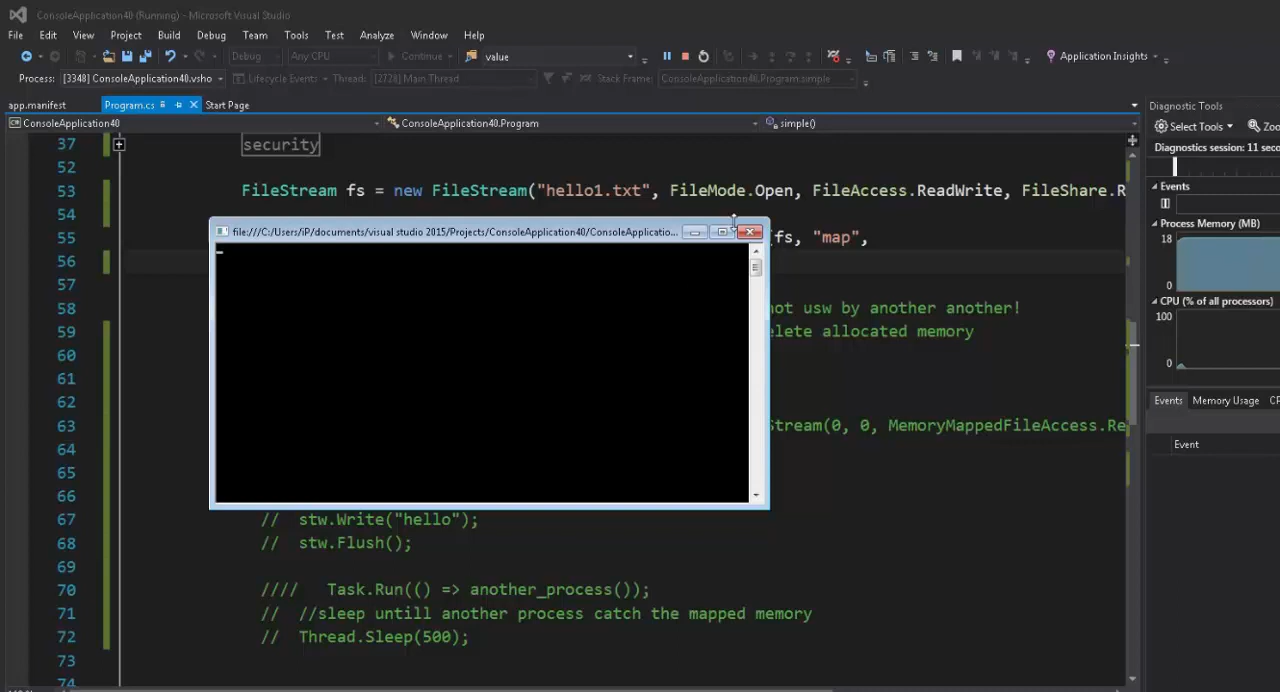 ConsoleApplication40 (Running) - Microsoft Visual Studio
File Edit View Project Build Debug Team Tools Test Analyze Window Help
Debug Any CPU Continue value Application Insights
Process: [3348] ConsoleApplication40.vsho Lifecycle Events Thread: [2728] Main Thread Stack Frame: ConsoleApplication40.Program.simple
app.manifest Program.cs Start Page
ConsoleApplication40 ConsoleApplication40.Program simple()
Diagnostic Tools
Select Tools Zoo
Diagnostics session: 11 sec
Events
Process Memory (MB)
18
0
CPU (% of all processors)
100
0
Events Memory Usage CP
Event
37 security
52
53 FileStream fs = new FileStream("hello1.txt", FileMode.Open, FileAccess.ReadWrite, FileShare.R
54
file:///C:/Users/iP/documents/visual studio 2015/Projects/ConsoleApplication40/ConsoleApplicatio...
55 (fs, "map",
56
57
58 not usw by another another!
59 elete allocated memory
60
61
62
63 Stream(0, 0, MemoryMappedFileAccess.Re
64
65
66
67 // stw.Write("hello");
68 // stw.Flush();
69
70 //// Task.Run(() => another_process());
71 // //sleep untill another process catch the mapped memory
72 // Thread.Sleep(500);
73
74